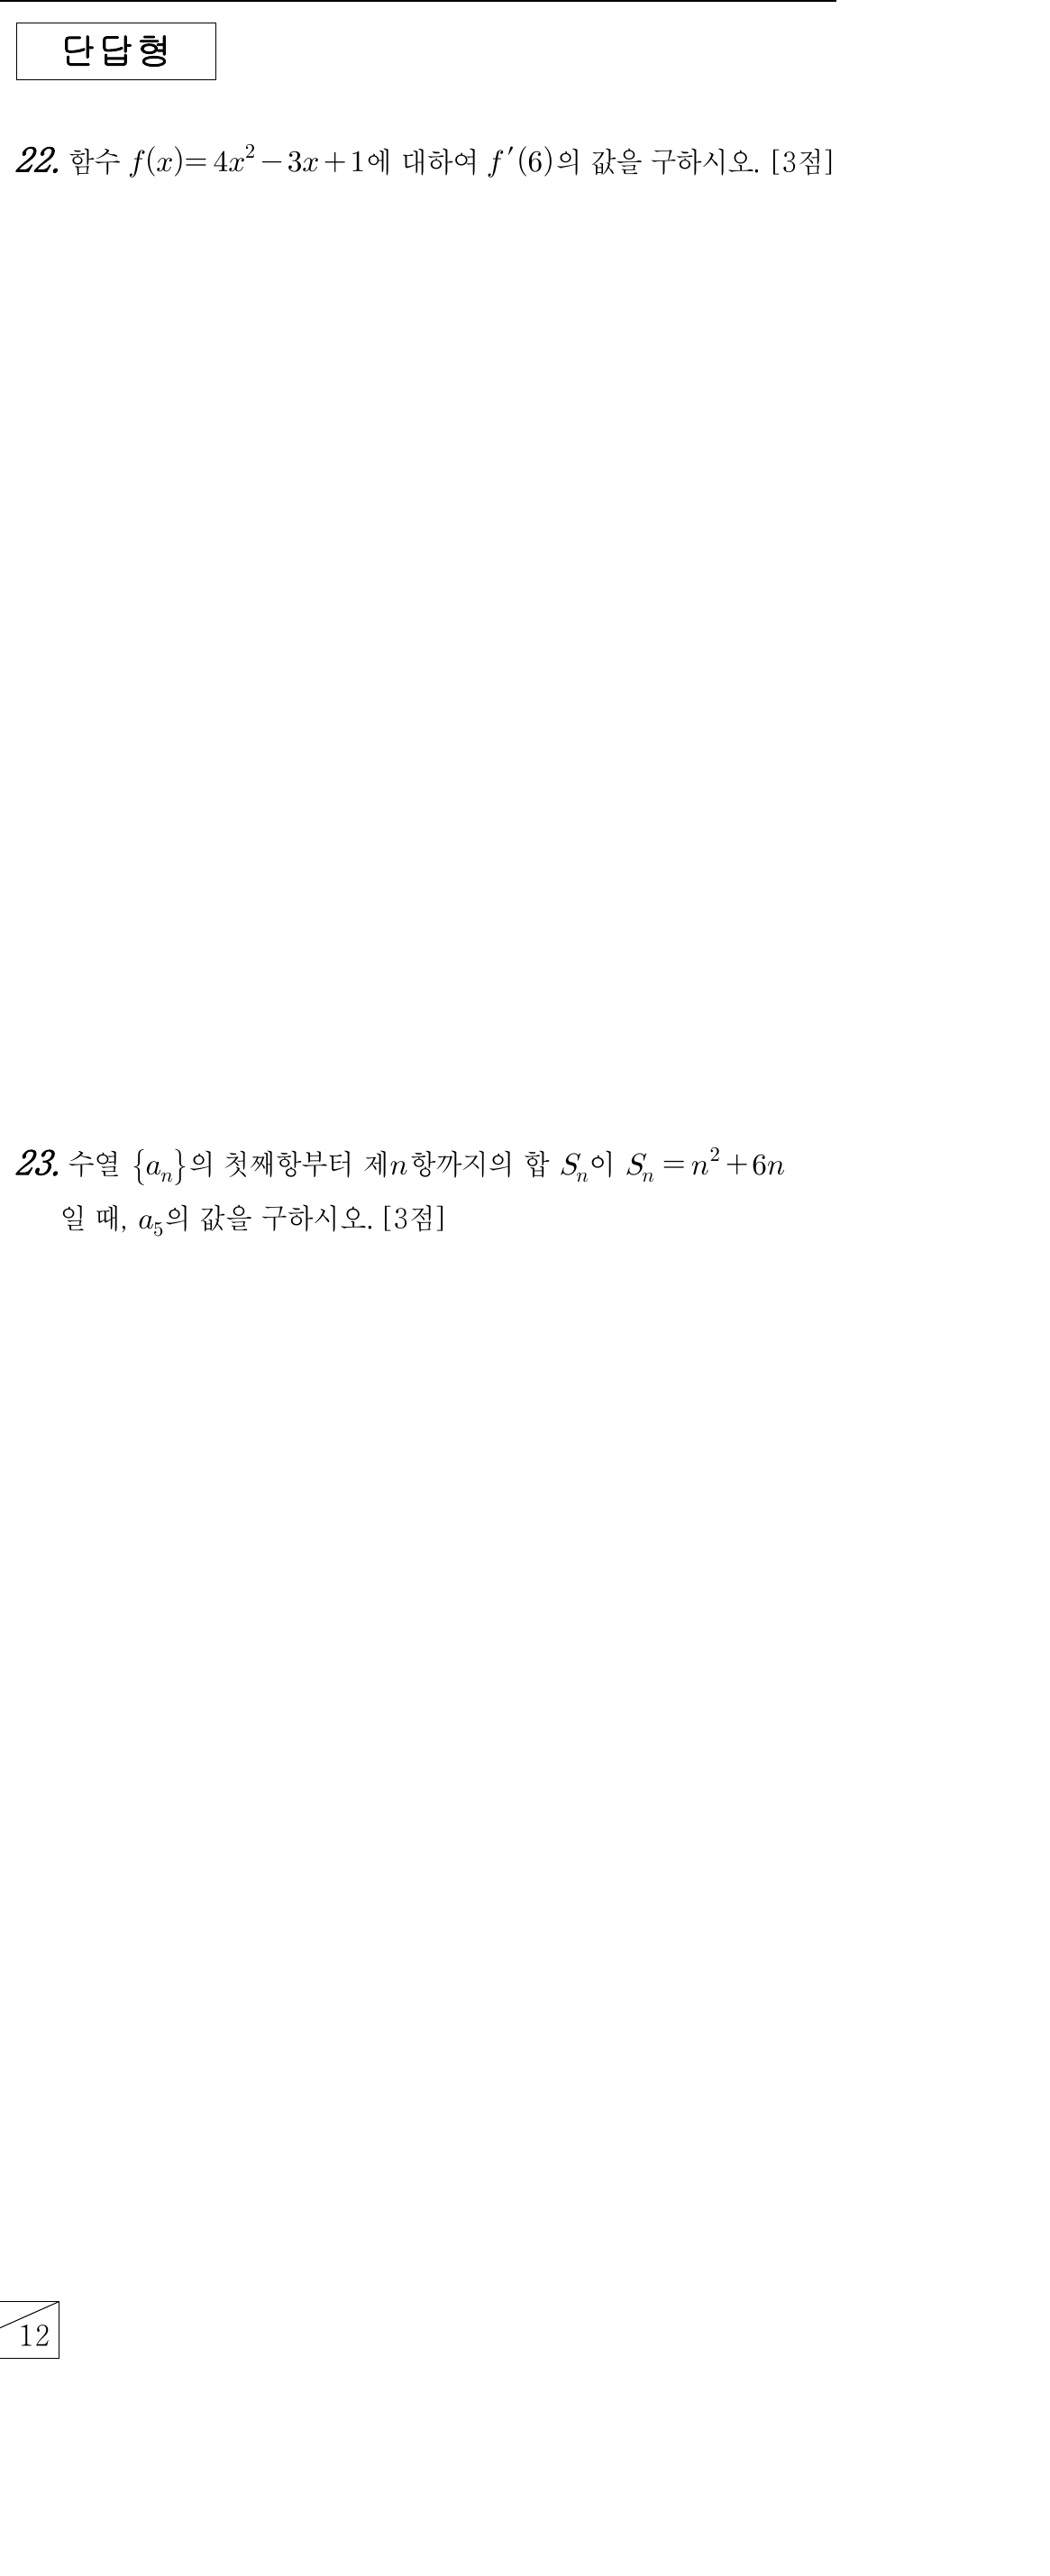 단답형
22. 함수 f(x)=4x²−3x+1에 대하여 f′(6)의 값을 구하시오. [3점]
23. 수열 {aₙ}의 첫째항부터 제n항까지의 합 Sₙ이 Sₙ=n²+6n
일 때, a₅의 값을 구하시오. [3점]
12